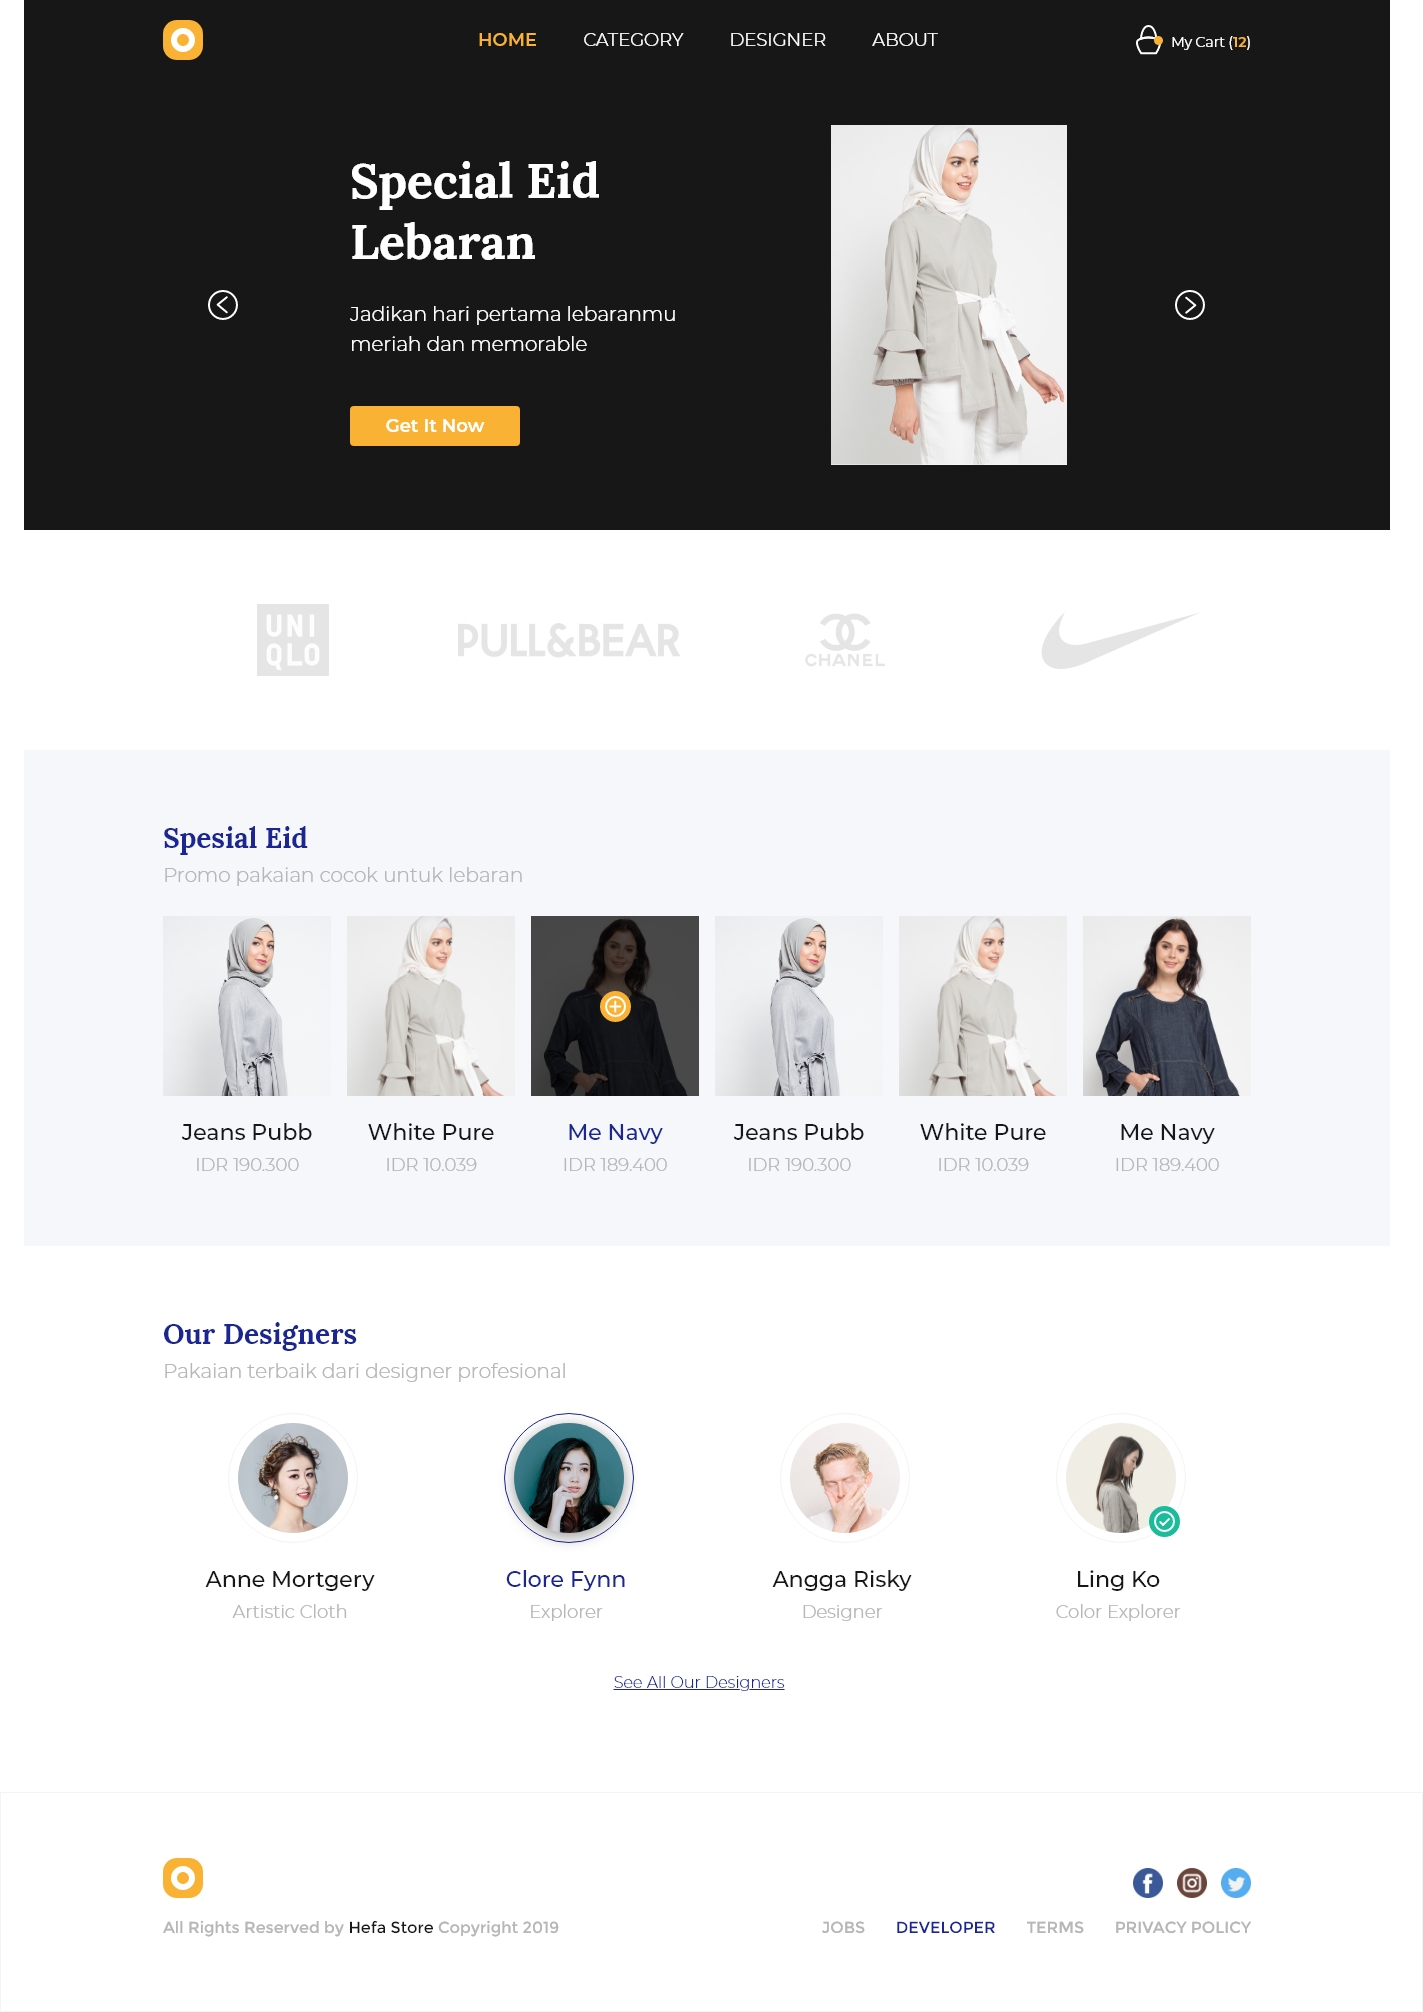 HOME CATEGORY DESIGNER ABOUT My Cart (12)
Special Eid
Lebaran
Jadikan hari pertama lebaranmu
meriah dan memorable
Get It Now
UNI
QLO
PULL&BEAR
CHANEL
Spesial Eid
Promo pakaian cocok untuk lebaran
Jeans Pubb White Pure Me Navy Jeans Pubb White Pure Me Navy
IDR 190.300 IDR 10.039 IDR 189.400 IDR 190.300 IDR 10.039 IDR 189.400
Our Designers
Pakaian terbaik dari designer profesional
Anne Mortgery Clore Fynn Angga Risky Ling Ko
Artistic Cloth Explorer Designer Color Explorer
See All Our Designers
All Rights Reserved by Hefa Store Copyright 2019 JOBS DEVELOPER TERMS PRIVACY POLICY